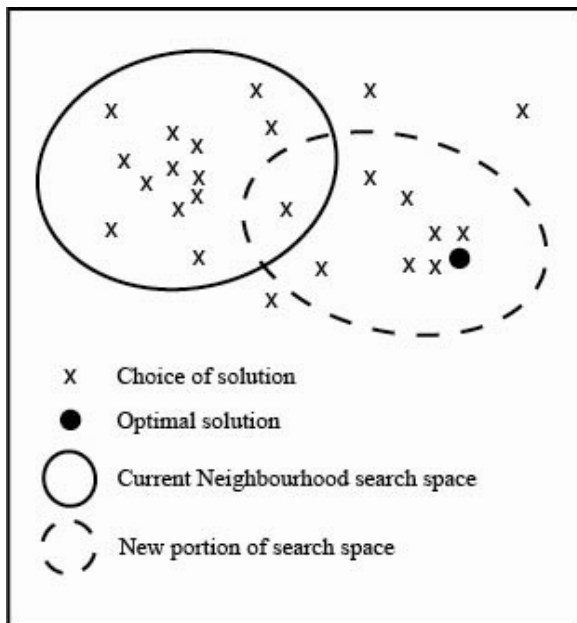 x Choice of solution
Optimal solution
Current Neighbourhood search space
New portion of search space